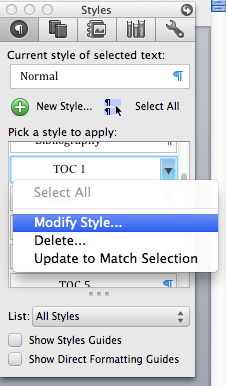 Styles
Current style of selected text:
Normal
New Style...
Select All
Pick a style to apply:
Bibliography
TOC 1
Select All
Modify Style...
Delete...
Update to Match Selection
TOC 5
List: All Styles
Show Styles Guides
Show Direct Formatting Guides